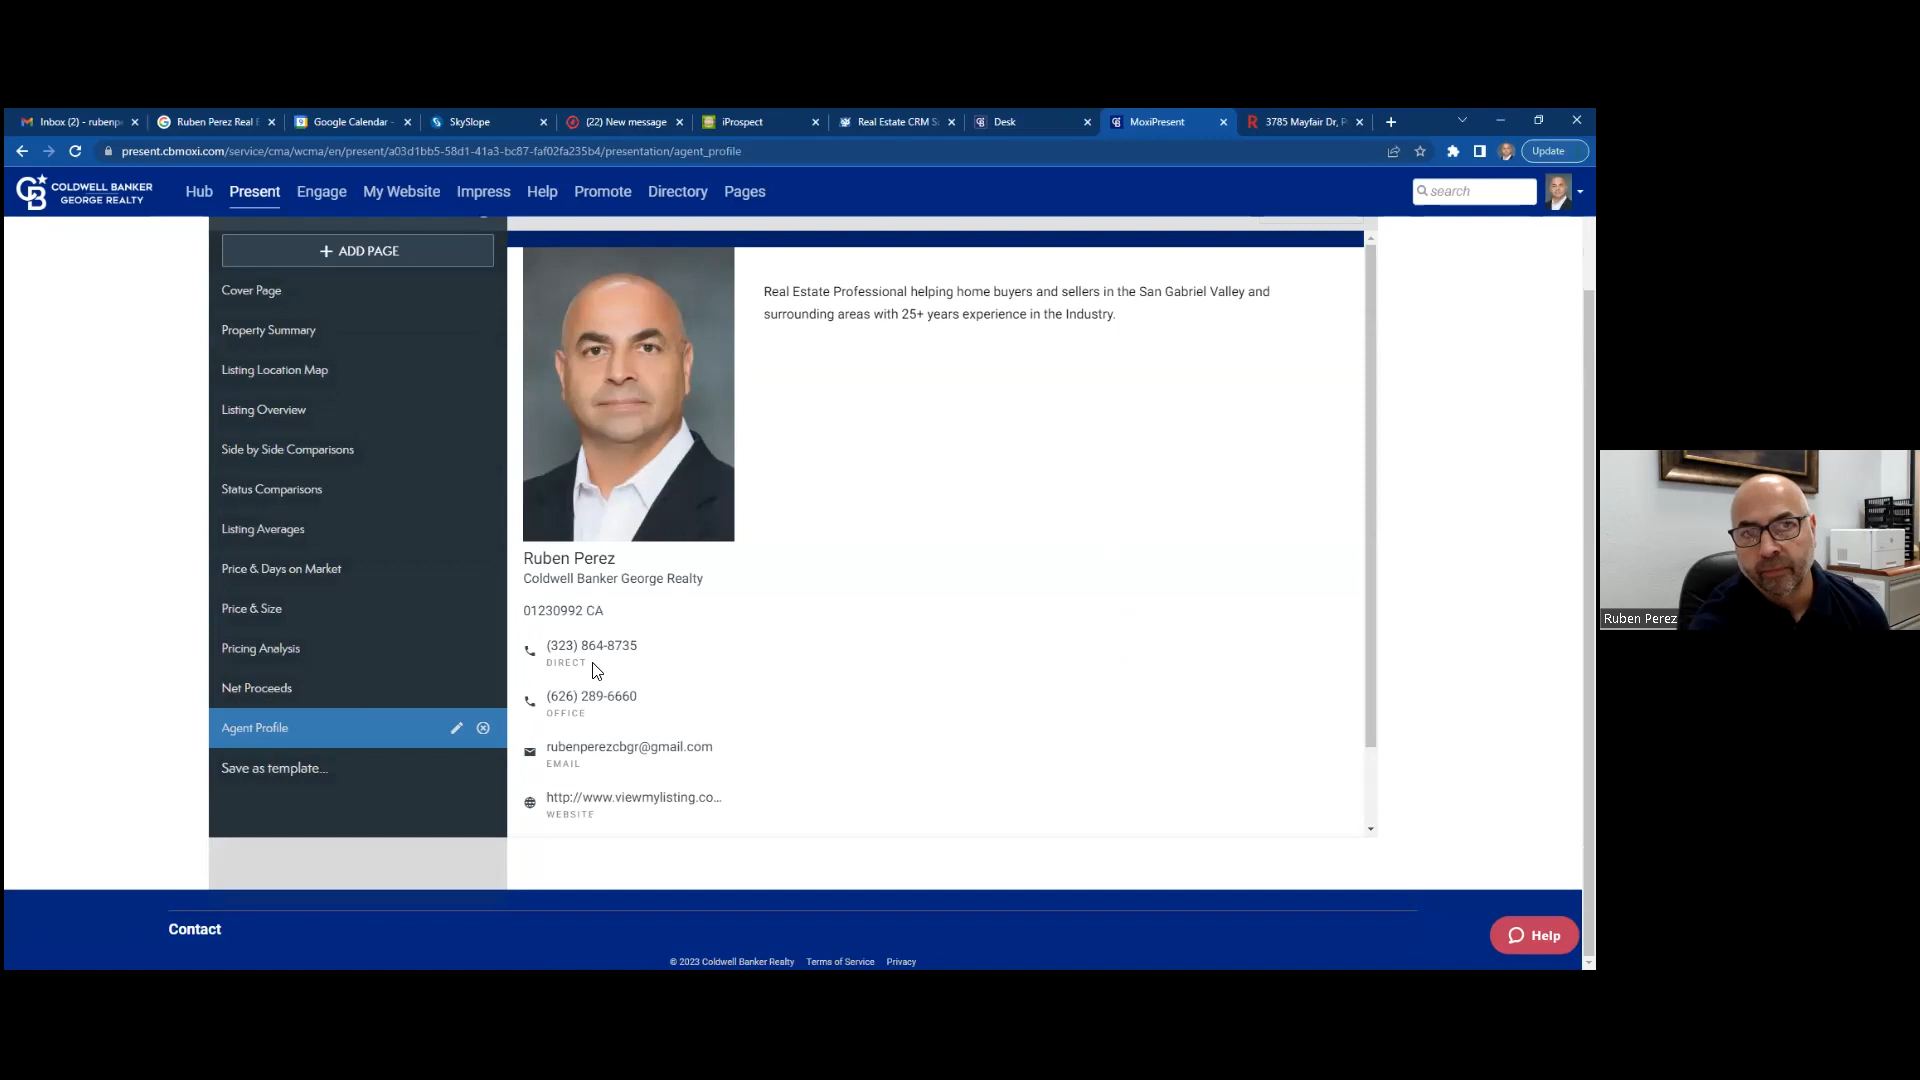 Inbox (2) - rubenp
Ruben Perez Real E
Google Calendar -
SkySlope
(22) New message
iProspect
Real Estate CRM S
Desk
MoxiPresent
3785 Mayfair Dr, P
present.cbmoxi.com/service/cma/wcma/en/present/a03d1bb5-58d1-41a3-bc87-faf02fa235b4/presentation/agent_profile
Update
COLDWELL BANKER
GEORGE REALTY
Hub
Present
Engage
My Website
Impress
Help
Promote
Directory
Pages
search
+ ADD PAGE
Cover Page
Property Summary
Listing Location Map
Listing Overview
Side by Side Comparisons
Status Comparisons
Listing Averages
Price & Days on Market
Price & Size
Pricing Analysis
Net Proceeds
Agent Profile
Save as template...
Real Estate Professional helping home buyers and sellers in the San Gabriel Valley and
surrounding areas with 25+ years experience in the Industry.
Ruben Perez
Coldwell Banker George Realty
01230992 CA
(323) 864-8735
DIRECT
(626) 289-6660
OFFICE
rubenperezcbgr@gmail.com
EMAIL
http://www.viewmylisting.co...
WEBSITE
Ruben Perez
Contact
Help
© 2023 Coldwell Banker Realty Terms of Service Privacy